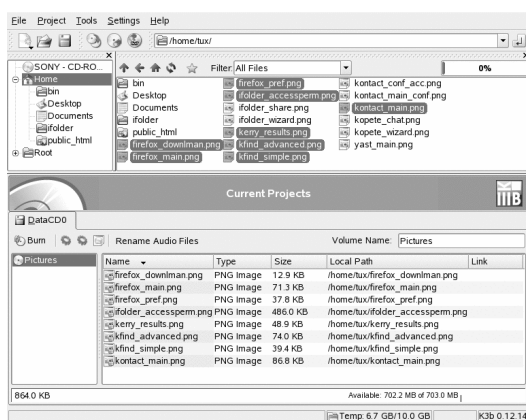 File Project Tools Settings Help
/home/tux/
SONY - CD-RO...
Home
bin
Desktop
Documents
ifolder
public_html
Root
Filter: All Files
0%
bin
Desktop
Documents
ifolder
public_html
firefox_downlman.png
firefox_main.png
firefox_pref.png
ifolder_accessperm.png
ifolder_share.png
ifolder_wizard.png
kerry_results.png
kfind_advanced.png
kfind_simple.png
kontact_conf_acc.png
kontact_main_conf.png
kontact_main.png
kopete_chat.png
kopete_wizard.png
yast_main.png
Current Projects
DataCD0
Burn Rename Audio Files Volume Name: Pictures
Pictures
Name Type Size Local Path Link
firefox_downlman.png PNG Image 12.9 KB /home/tux/firefox_downlman.png
firefox_main.png PNG Image 71.3 KB /home/tux/firefox_main.png
firefox_pref.png PNG Image 37.8 KB /home/tux/firefox_pref.png
ifolder_accessperm.png PNG Image 486.0 KB /home/tux/ifolder_accessperm.png
kerry_results.png PNG Image 48.9 KB /home/tux/kerry_results.png
kfind_advanced.png PNG Image 74.0 KB /home/tux/kfind_advanced.png
kfind_simple.png PNG Image 39.4 KB /home/tux/kfind_simple.png
kontact_main.png PNG Image 86.8 KB /home/tux/kontact_main.png
864.0 KB Available: 702.2 MB of 703.0 MB
Temp: 6.7 GB/10.0 GB K3b 0.12.14